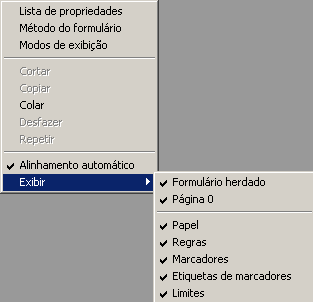 Lista de propriedades
Método do formulário
Modos de exibição
Cortar
Copiar
Colar
Desfazer
Repetir
Alinhamento automático
Exibir
Formulário herdado
Página 0
Papel
Regras
Marcadores
Etiquetas de marcadores
Limites